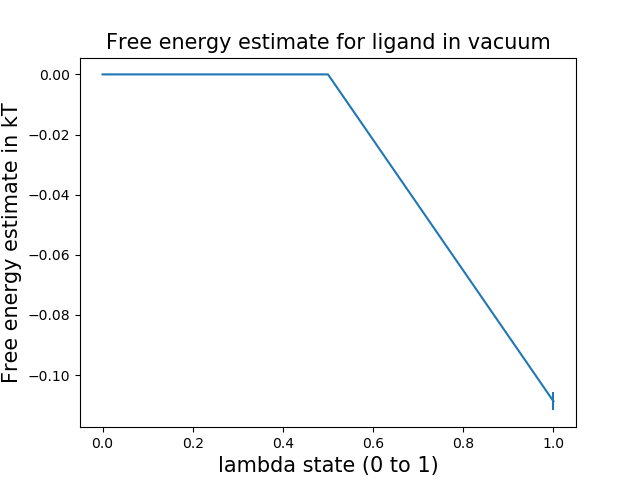 Free energy estimate for ligand in vacuum
Free energy estimate in kT
0.00
−0.02
−0.04
−0.06
−0.08
−0.10
0.0 0.2 0.4 0.6 0.8 1.0
lambda state (0 to 1)